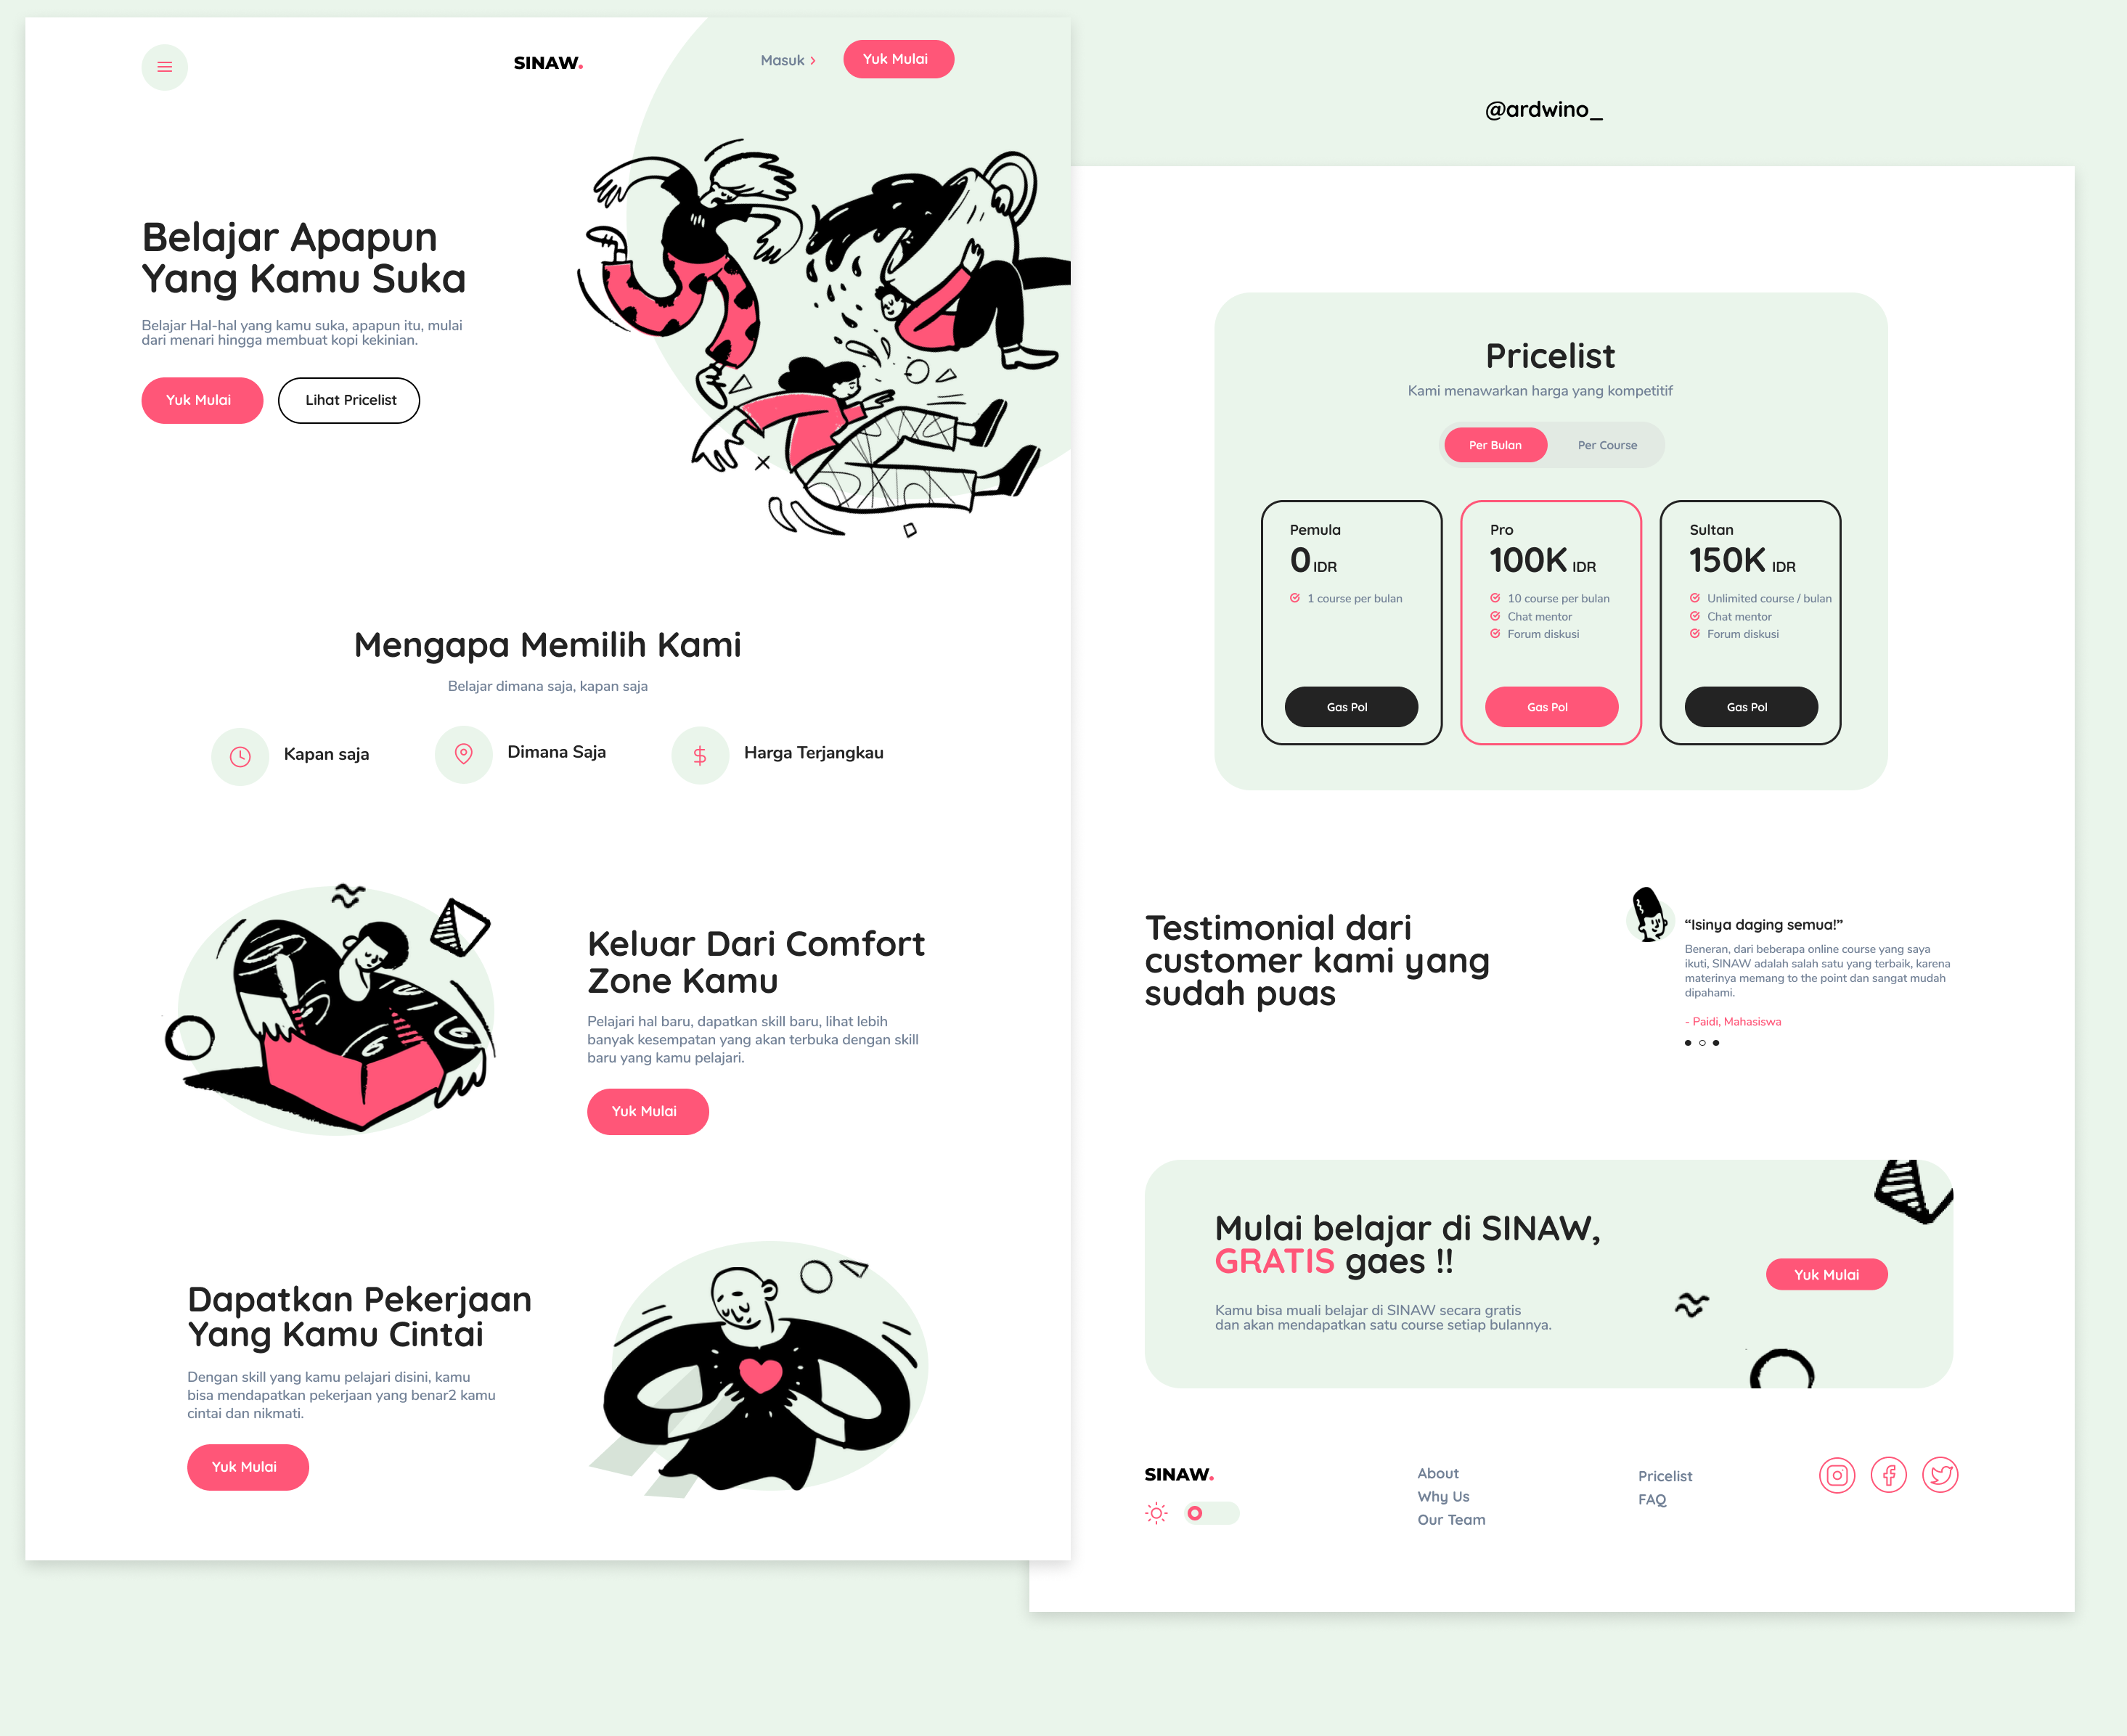 SINAW.
Masuk
Yuk Mulai
Belajar Apapun
Yang Kamu Suka
Belajar Hal-hal yang kamu suka, apapun itu, mulai
dari menari hingga membuat kopi kekinian.
Yuk Mulai
Lihat Pricelist
Mengapa Memilih Kami
Belajar dimana saja, kapan saja
Kapan saja
Dimana Saja
Harga Terjangkau
Keluar Dari Comfort
Zone Kamu
Pelajari hal baru, dapatkan skill baru, lihat lebih
banyak kesempatan yang akan terbuka dengan skill
baru yang kamu pelajari.
Yuk Mulai
Dapatkan Pekerjaan
Yang Kamu Cintai
Dengan skill yang kamu pelajari disini, kamu
bisa mendapatkan pekerjaan yang benar2 kamu
cintai dan nikmati.
Yuk Mulai
@ardwino_
Pricelist
Kami menawarkan harga yang kompetitif
Per Bulan
Per Course
Pemula
0 IDR
1 course per bulan
Gas Pol
Pro
100K IDR
10 course per bulan
Chat mentor
Forum diskusi
Gas Pol
Sultan
150K IDR
Unlimited course / bulan
Chat mentor
Forum diskusi
Gas Pol
Testimonial dari
customer kami yang
sudah puas
“Isinya daging semua!”
Beneran, dari beberapa online course yang saya
ikuti, SINAW adalah salah satu yang terbaik, karena
materinya memang to the point dan sangat mudah
dipahami.
- Paidi, Mahasiswa
Mulai belajar di SINAW,
GRATIS gaes !!
Kamu bisa muali belajar di SINAW secara gratis
dan akan mendapatkan satu course setiap bulannya.
Yuk Mulai
SINAW.
About
Why Us
Our Team
Pricelist
FAQ